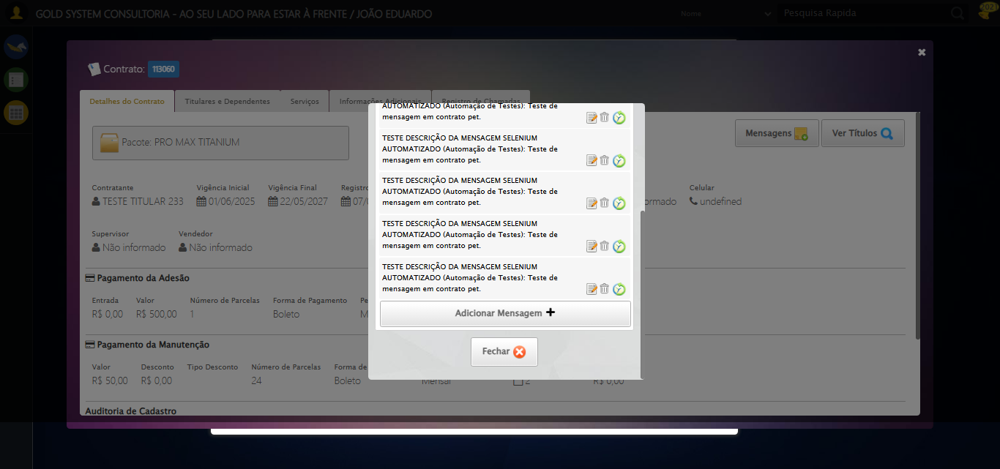 GOLD SYSTEM CONSULTORIA - AO SEU LADO PARA ESTAR À FRENTE / JOÃO EDUARDO
Nome
Pesquisa Rapida
202
Contrato: 113060
Detalhes do Contrato
Titulares e Dependentes
Serviços
Informações Adicionais
Registro de Chamadas
Pacote: PRO MAX TITANIUM
Mensagens
Ver Títulos
Contratante
Vigência Inicial
Vigência Final
Registro
Celular
TESTE TITULAR 233
01/06/2025
22/05/2027
07/0
ormado
undefined
Supervisor
Vendedor
Não informado
Não informado
Pagamento da Adesão
Entrada
Valor
Número de Parcelas
Forma de Pagamento
Pe
R$ 0,00
R$ 500,00
1
Boleto
M
Pagamento da Manutenção
Valor
Desconto
Tipo Desconto
Número de Parcelas
Forma de
R$ 50,00
R$ 0,00
24
Boleto
Mensal
2
R$ 0,00
Auditoria de Cadastro
AUTOMATIZADO (Automação de Testes): Teste de
mensagem em contrato pet.
TESTE DESCRIÇÃO DA MENSAGEM SELENIUM
AUTOMATIZADO (Automação de Testes): Teste de
mensagem em contrato pet.
TESTE DESCRIÇÃO DA MENSAGEM SELENIUM
AUTOMATIZADO (Automação de Testes): Teste de
mensagem em contrato pet.
TESTE DESCRIÇÃO DA MENSAGEM SELENIUM
AUTOMATIZADO (Automação de Testes): Teste de
mensagem em contrato pet.
TESTE DESCRIÇÃO DA MENSAGEM SELENIUM
AUTOMATIZADO (Automação de Testes): Teste de
mensagem em contrato pet.
Adicionar Mensagem
Fechar